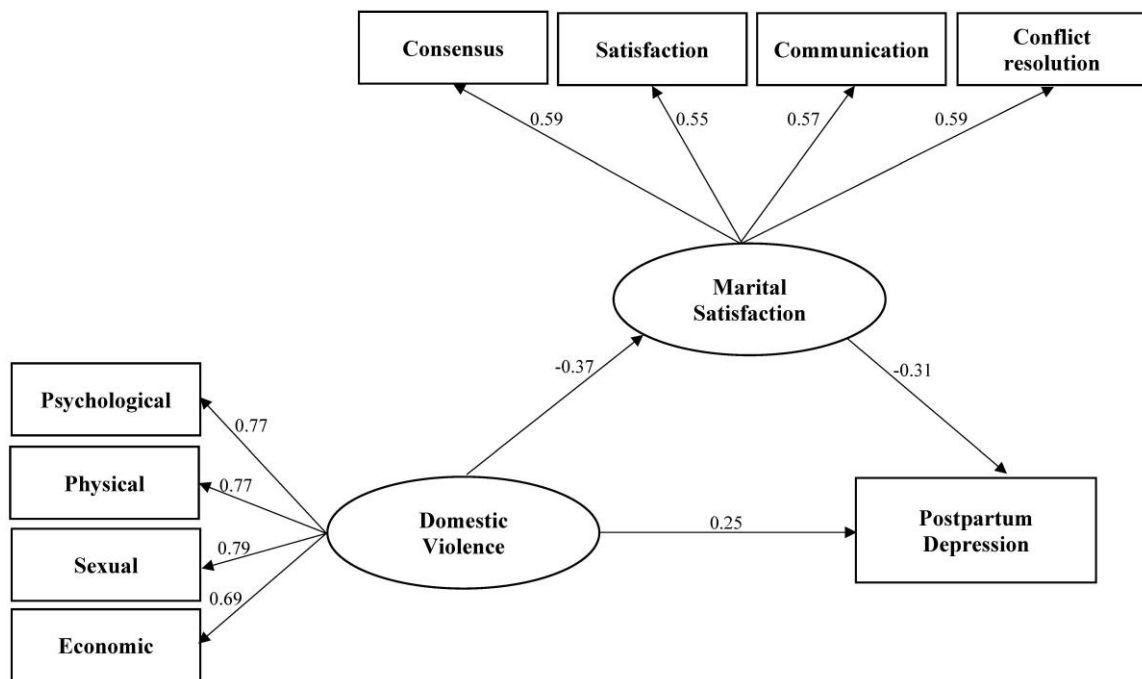 Consensus
Satisfaction
Communication
Conflict
resolution
0.59
0.55
0.57
0.59
Marital
Satisfaction
-0.37
-0.31
Psychological
0.77
Physical
0.77
Sexual
0.79
Economic
0.69
Domestic
Violence
0.25
Postpartum
Depression